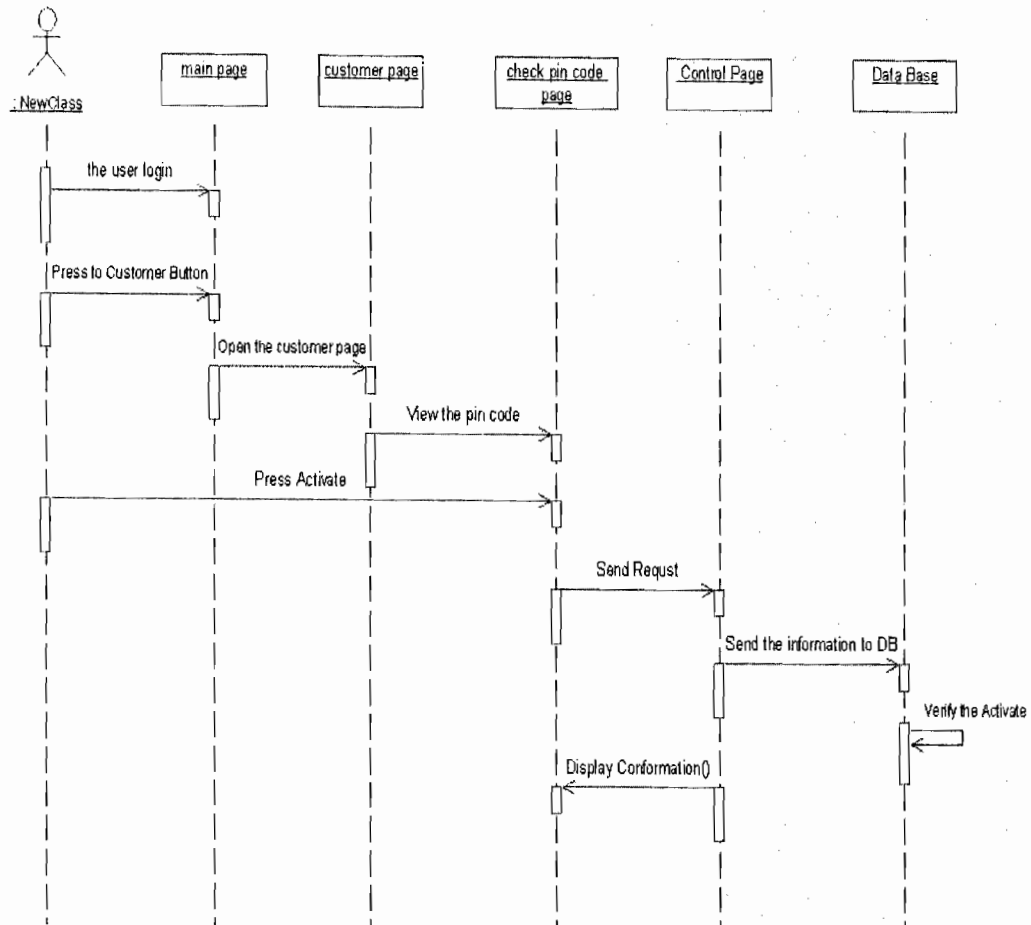 : NewClass
main page
customer page
check pin code
page
Control Page
Data Base
the user login
Press to Customer Button
Open the customer page
View the pin code
Press Activate
Send Requst
Send the information to DB
Verify the Activate
Display Conformation()